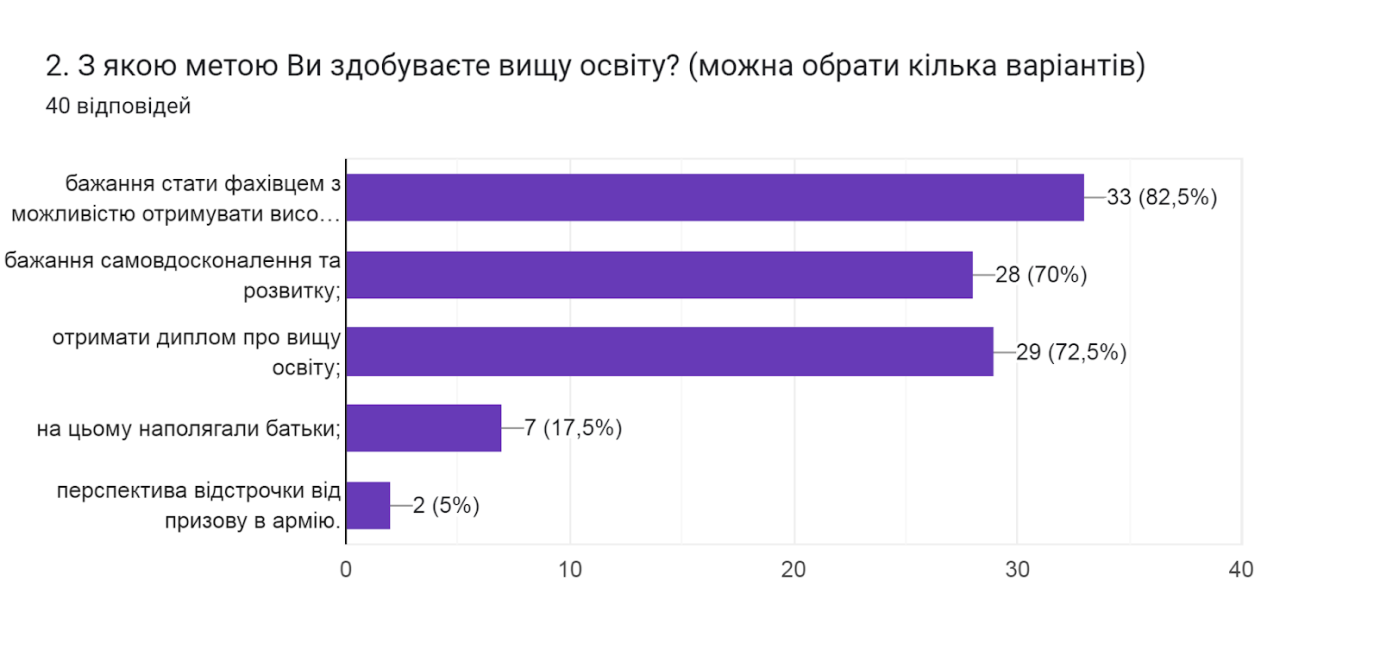 2. З якою метою Ви здобуваєте вищу освіту? (можна обрати кілька варіантів)
40 відповідей
бажання стати фахівцем з
можливістю отримувати висо…
33 (82,5%)
бажання самовдосконалення та
розвитку;
28 (70%)
отримати диплом про вищу
освіту;
29 (72,5%)
на цьому наполягали батьки;
7 (17,5%)
перспектива відстрочки від
призову в армію.
2 (5%)
0 10 20 30 40